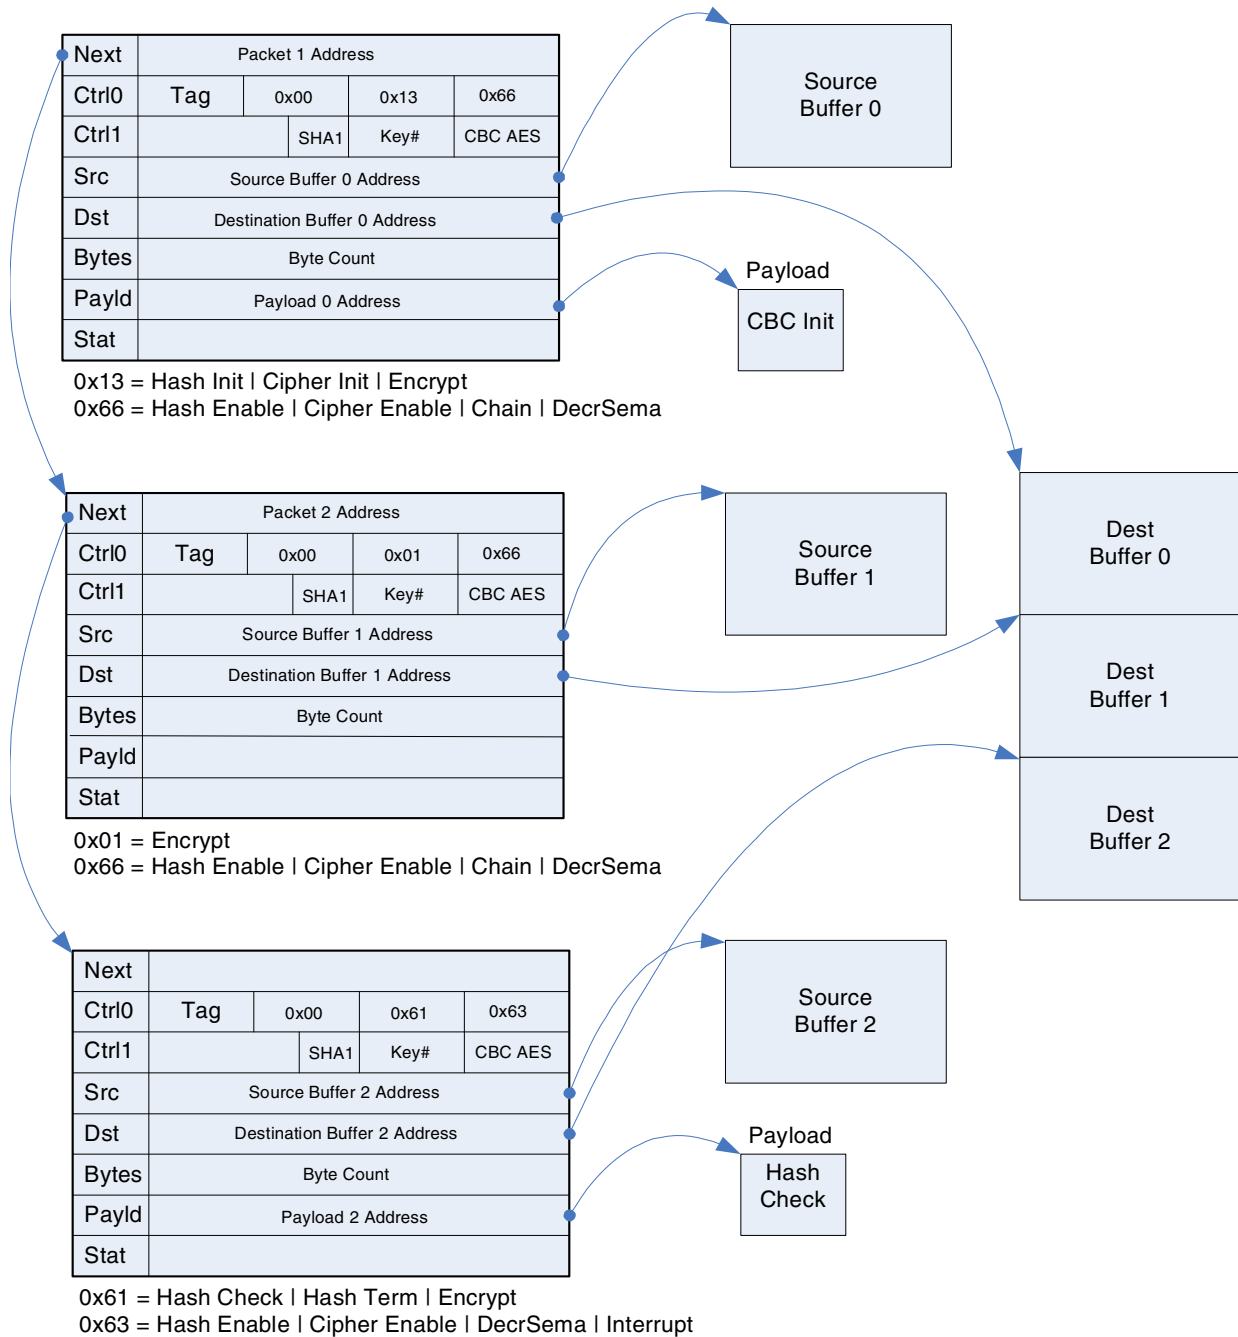 Next Packet 1 Address
Ctrl0 Tag 0x00 0x13 0x66
Ctrl1 SHA1 Key# CBC AES
Src Source Buffer 0 Address
Dst Destination Buffer 0 Address
Bytes Byte Count
Payld Payload 0 Address
Stat
0x13 = Hash Init | Cipher Init | Encrypt
0x66 = Hash Enable | Cipher Enable | Chain | DecrSema
Source
Buffer 0
Payload
CBC Init
Next Packet 2 Address
Ctrl0 Tag 0x00 0x01 0x66
Ctrl1 SHA1 Key# CBC AES
Src Source Buffer 1 Address
Dst Destination Buffer 1 Address
Bytes Byte Count
Payld
Stat
0x01 = Encrypt
0x66 = Hash Enable | Cipher Enable | Chain | DecrSema
Source
Buffer 1
Dest
Buffer 0
Dest
Buffer 1
Dest
Buffer 2
Next
Ctrl0 Tag 0x00 0x61 0x63
Ctrl1 SHA1 Key# CBC AES
Src Source Buffer 2 Address
Dst Destination Buffer 2 Address
Bytes Byte Count
Payld Payload 2 Address
Stat
0x61 = Hash Check | Hash Term | Encrypt
0x63 = Hash Enable | Cipher Enable | DecrSema | Interrupt
Source
Buffer 2
Payload
Hash
Check